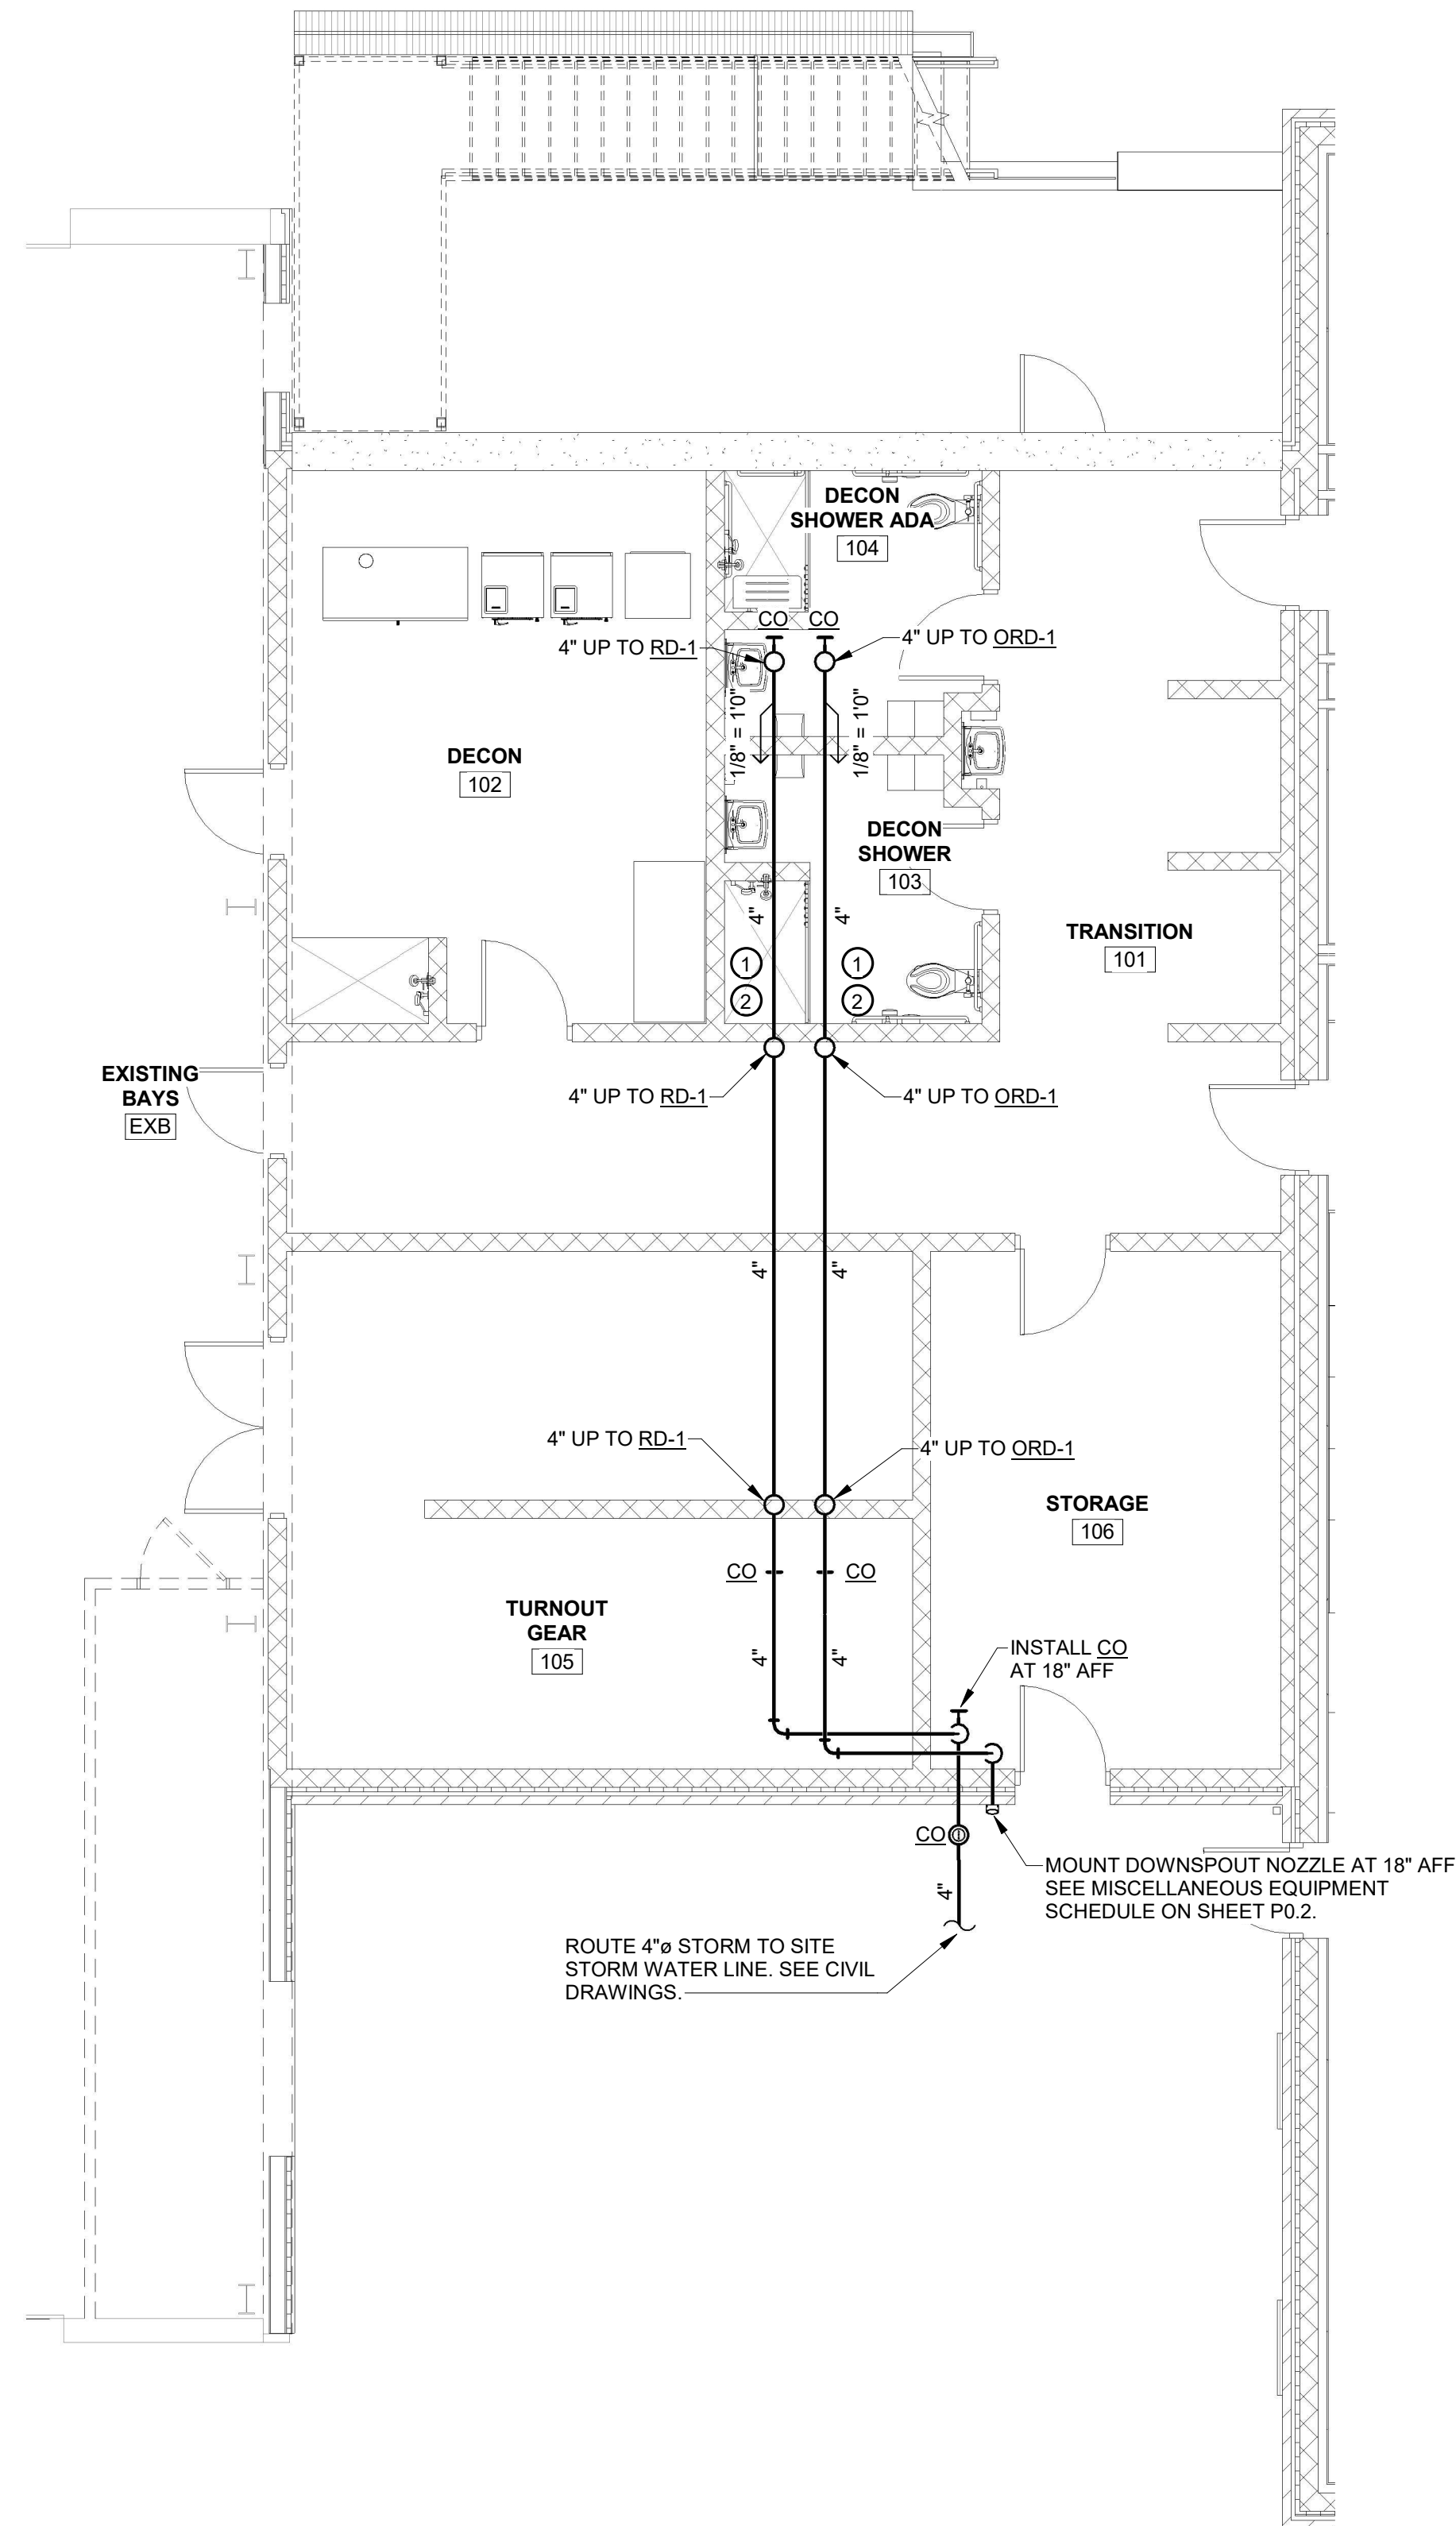 DECON
SHOWER ADA
104
CO
CO
4" UP TO RD-1
4" UP TO ORD-1
1/8" = 1'0"
1/8" = 1'0"
DECON
102
DECON
SHOWER
103
4"
4"
TRANSITION
101
1
2
1
2
EXISTING
BAYS
EXB
4" UP TO RD-1
4" UP TO ORD-1
4"
4"
4" UP TO RD-1
4" UP TO ORD-1
STORAGE
106
CO
CO
TURNOUT
GEAR
105
4"
4"
INSTALL CO
AT 18" AFF
CO
MOUNT DOWNSPOUT NOZZLE AT 18" AFF
SEE MISCELLANEOUS EQUIPMENT
SCHEDULE ON SHEET P0.2.
4"
ROUTE 4"ø STORM TO SITE
STORM WATER LINE. SEE CIVIL
DRAWINGS.